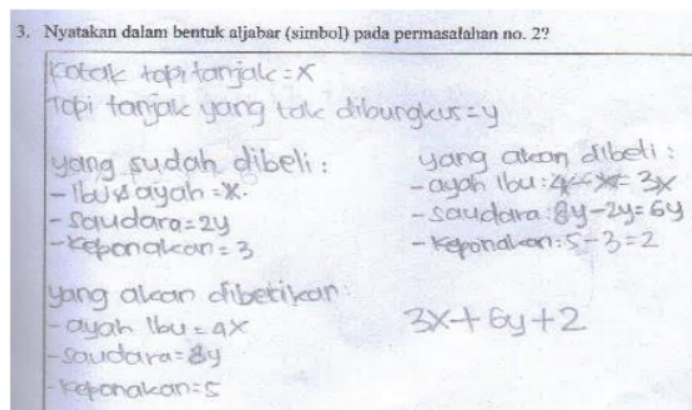 3. Nyatakan dalam bentuk aljabar (simbol) pada permasalahan no. 2?
Kotak topi tanjak = x
Topi tanjak yang tak dibungkus = y
yang sudah dibeli :
- Ibu ayah = x.
- Saudara = 2y
- Keponakan = 3
yang akan dibeli :
- ayah ibu : 4x - x = 3x
- saudara : 8y - 2y = 6y
- Keponakan : 5 - 3 = 2
yang akan diberikan :
- ayah ibu = 4x
- saudara = 8y
- keponakan = 5
3x + 6y + 2